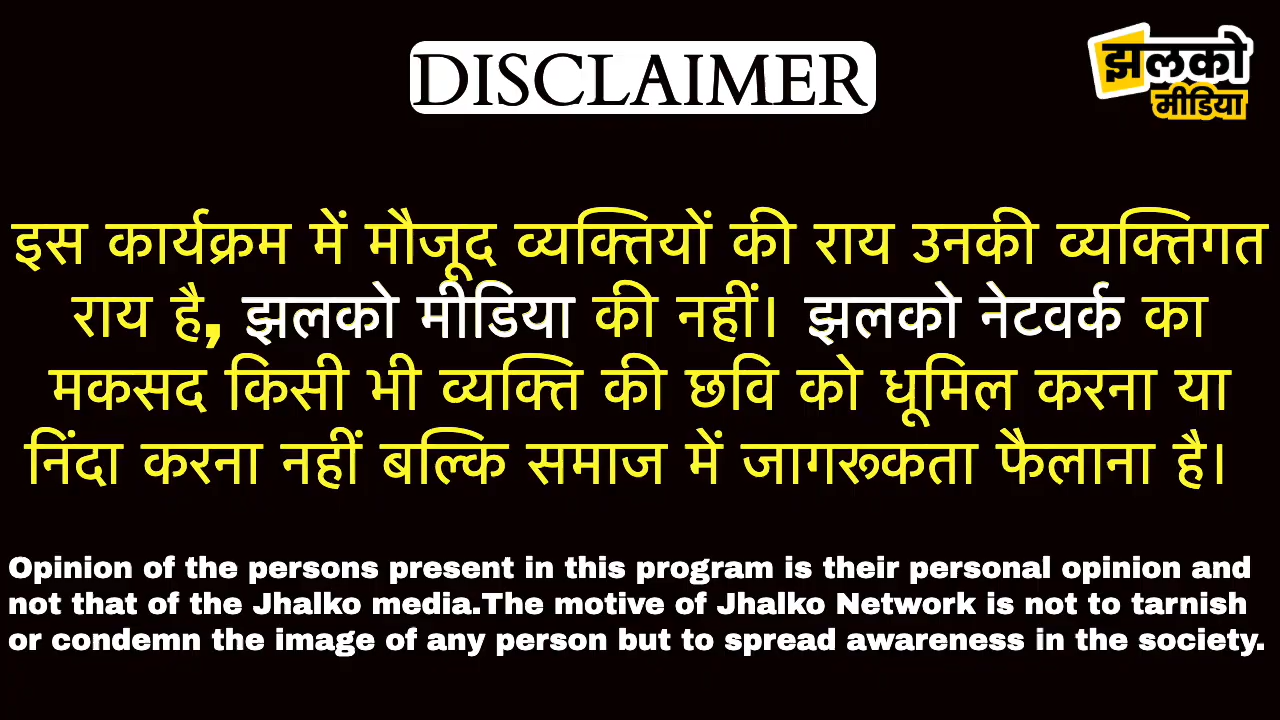 DISCLAIMER
झलको
मीडिया
इस कार्यक्रम में मौजूद व्यक्तियों की राय उनकी व्यक्तिगत
राय है, झलको मीडिया की नहीं। झलको नेटवर्क का
मकसद किसी भी व्यक्ति की छवि को धूमिल करना या
निंदा करना नहीं बल्कि समाज में जागरूकता फैलाना है।
Opinion of the persons present in this program is their personal opinion and
not that of the Jhalko media.The motive of Jhalko Network is not to tarnish
or condemn the image of any person but to spread awareness in the society.